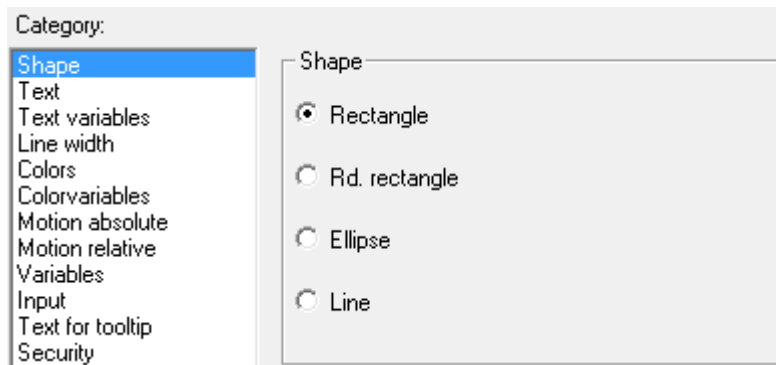 Category:
Shape
Text
Text variables
Line width
Colors
Colorvariables
Motion absolute
Motion relative
Variables
Input
Text for tooltip
Security
Shape
Rectangle
Rd. rectangle
Ellipse
Line